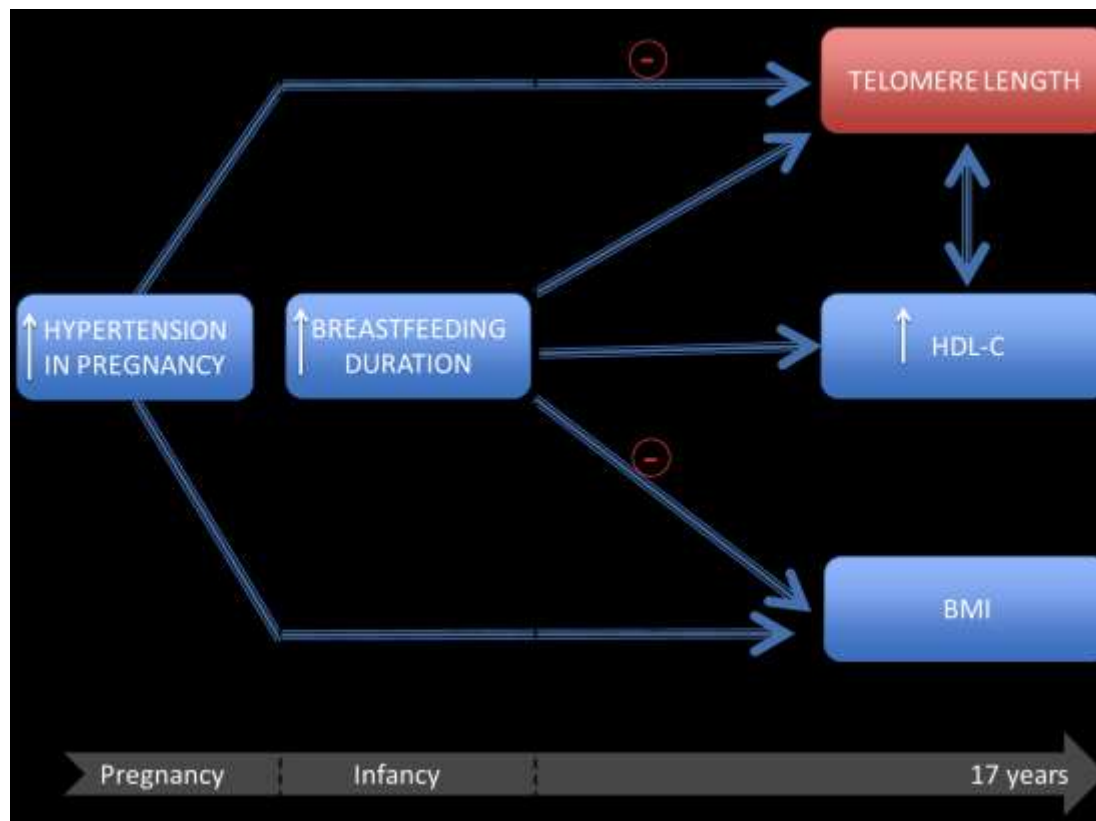 -
TELOMERE LENGTH
HYPERTENSION
IN PREGNANCY
BREASTFEEDING
DURATION
HDL-C
-
BMI
Pregnancy
Infancy
17 years